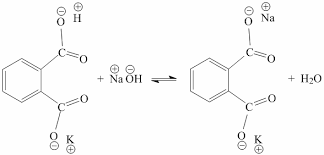 ⊖ H ⊖ Na
O ⊕ O ⊕
C O C O
⊕ ⊖
+ Na OH ⇌ + H₂O
C O C O
O K O K
⊖ ⊕ ⊖ ⊕